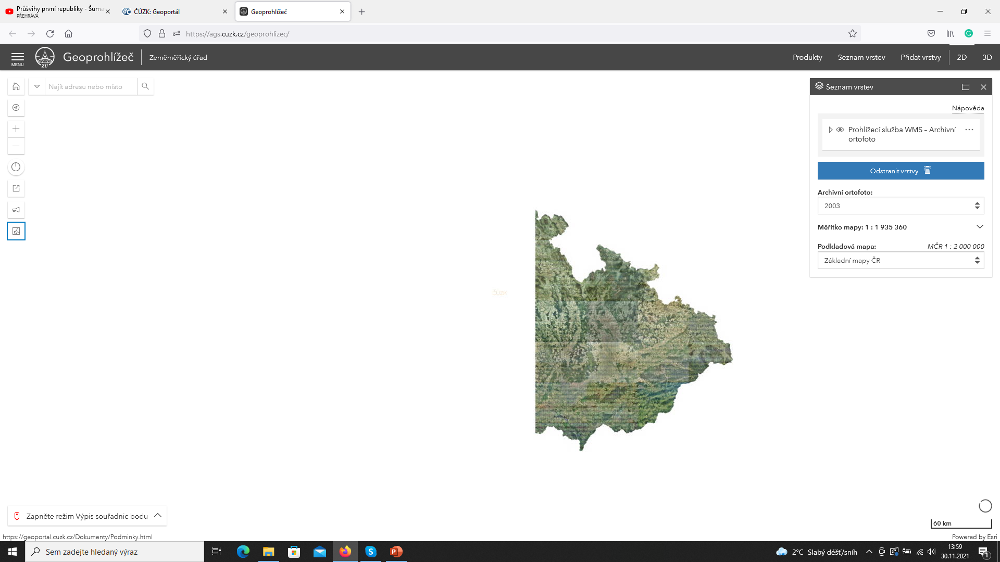 Průšvihy první republiky - Šuma
PŘEHRÁVÁ
ČÚZK: Geoportál
Geoprohlížeč
https://ags.cuzk.cz/geoprohlizec/
MENU
ZÚ
Geoprohlížeč
Zeměměřický úřad
Produkty
Seznam vrstev
Přidat vrstvy
2D
3D
Najít adresu nebo místo
Seznam vrstev
Nápověda
Prohlížecí služba WMS – Archivní
ortofoto
Odstranit vrstvy
Archivní ortofoto:
2003
Měřítko mapy: 1 : 1 935 360
Podkladová mapa:
MČR 1 : 2 000 000
Základní mapy ČR
ČÚZK
Zapněte režim Výpis souřadnic bodu
60 km
https://geoportal.cuzk.cz/Dokumenty/Podminky.html
Powered by Esri
Sem zadejte hledaný výraz
2°C Slabý déšť/sníh
13:59
30.11.2021
1